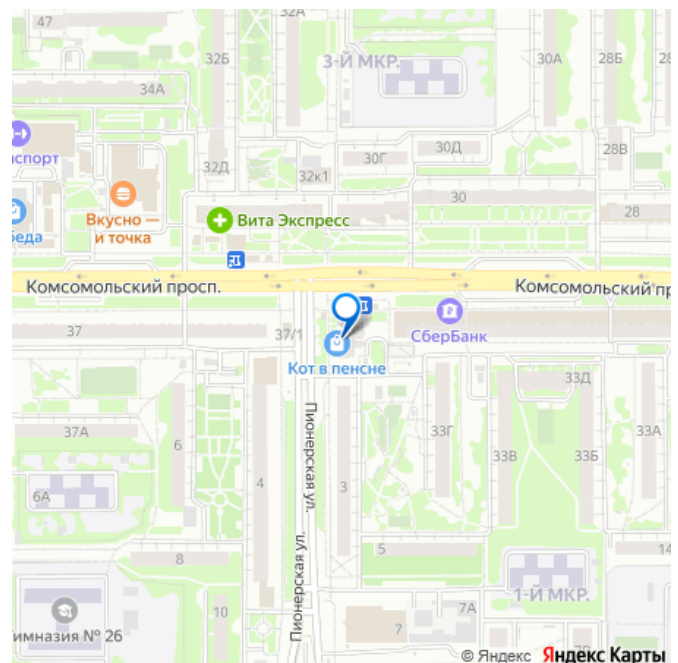 32А
47
32Б
3-Й МКР.
30А
28Б
34А
30Д
28В
30Г
32Д
32к1
30
28
Вкусно —
и точка
Вита Экспресс
Комсомольский просп.
Комсомольский пр
37
37/1
СберБанк
Кот в пенсне
33Д
Пионерская ул.
37А
6
33Г
33А
33В
33Б
4
3
6А
Пионерская ул.
8
5
14
10
7А
1-Й МКР.
7
имназия № 26
© Яндекс Яндекс Карты